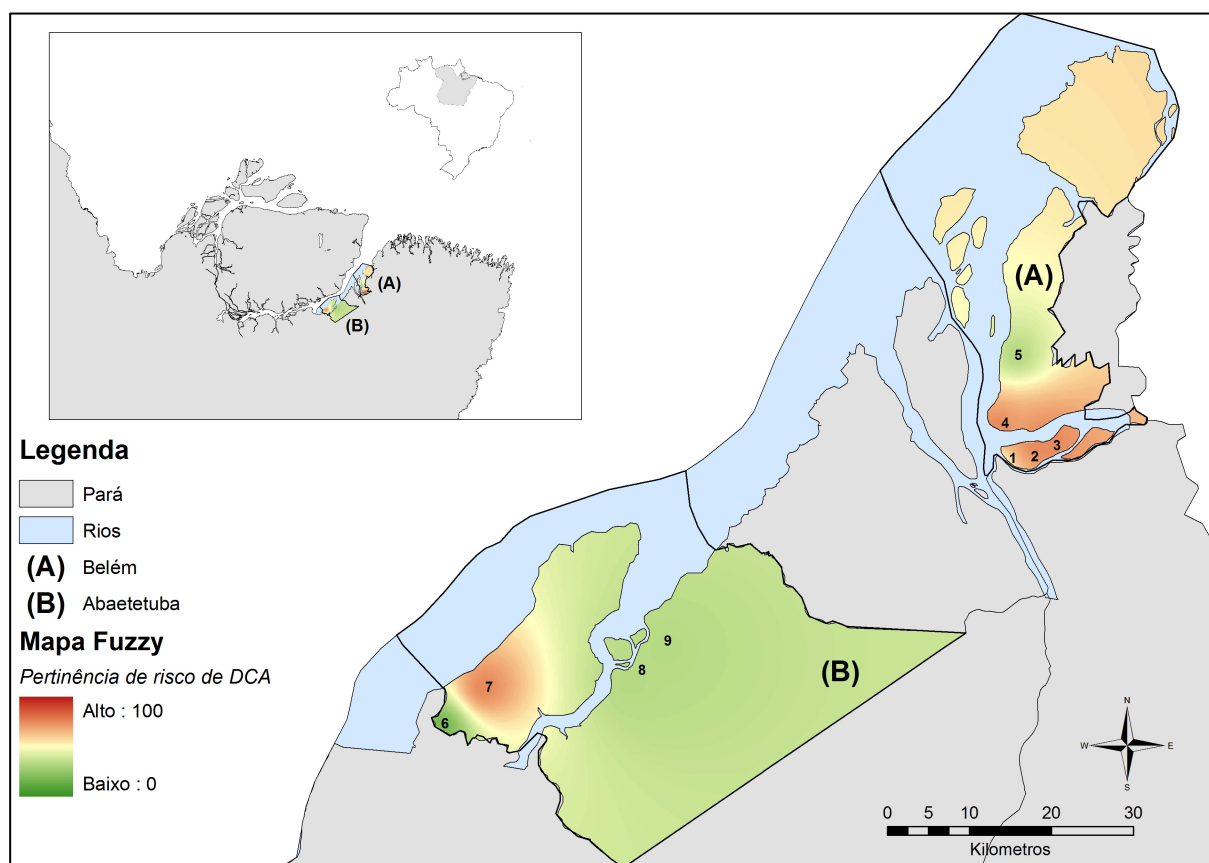 (A)
(B)
Legenda
Pará
Rios
(A) Belém
(B) Abaetetuba
Mapa Fuzzy
Pertinência de risco de DCA
Alto : 100
Baixo : 0
(A)
5
4
1 2 3
(B)
9
8
7
6
N
W E
S
0 5 10 20 30
Kilometros